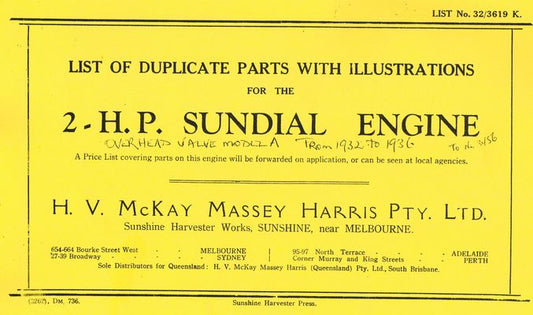 LIST No. 32/3619 K.
LIST OF DUPLICATE PARTS WITH ILLUSTRATIONS
FOR THE
2-H.P. SUNDIAL ENGINE
OVERHEAD VALVE MODEL A FROM 1932 TO 1936
A Price List covering parts on this engine will be forwarded on application, or can be seen at local agencies.
H. V. MCKAY MASSEY HARRIS PTY. LTD.
Sunshine Harvester Works, SUNSHINE, near MELBOURNE.
654-664 Bourke Street West - - MELBOURNE 95-97 North Terrace - - - - ADELAIDE
27-39 Broadway - - - - SYDNEY Corner Murray and King Streets - PERTH
Sole Distributors for Queensland: H. V. McKay Massey Harris (Queensland) Pty. Ltd., South Brisbane.
(3267), DM. 736. Sunshine Harvester Press.